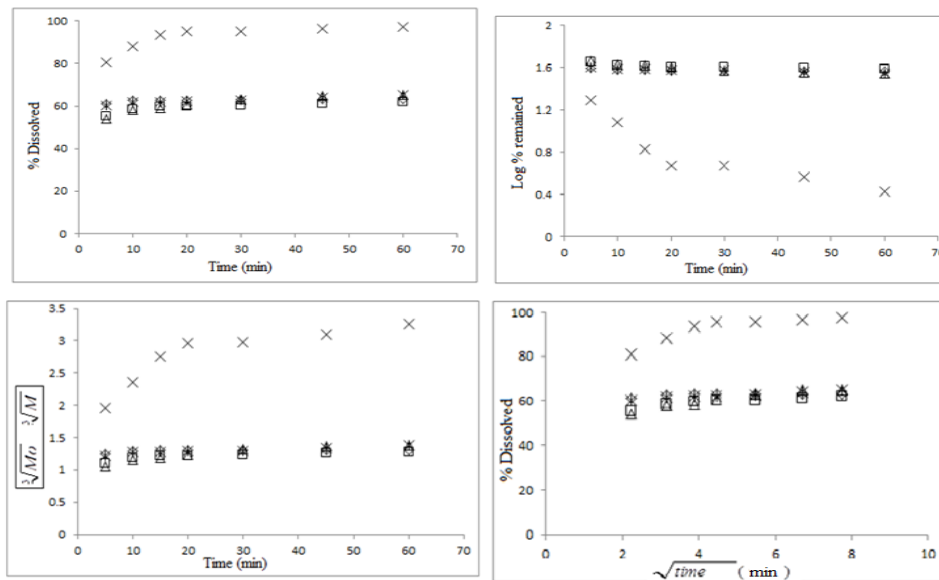 100
80
60
40
20
0
% Dissolved
0 10 20 30 40 50 60 70
Time (min)
2
1.6
1.2
0.8
0.4
0
Log % remained
0 10 20 30 40 50 60 70
Time (min)
3.5
3
2.5
2
1.5
1
0.5
0
∛Mo ∛M
0 10 20 30 40 50 60 70
Time (min)
100
80
60
40
20
0
% Dissolved
0 2 4 6 8 10
√time ( min )